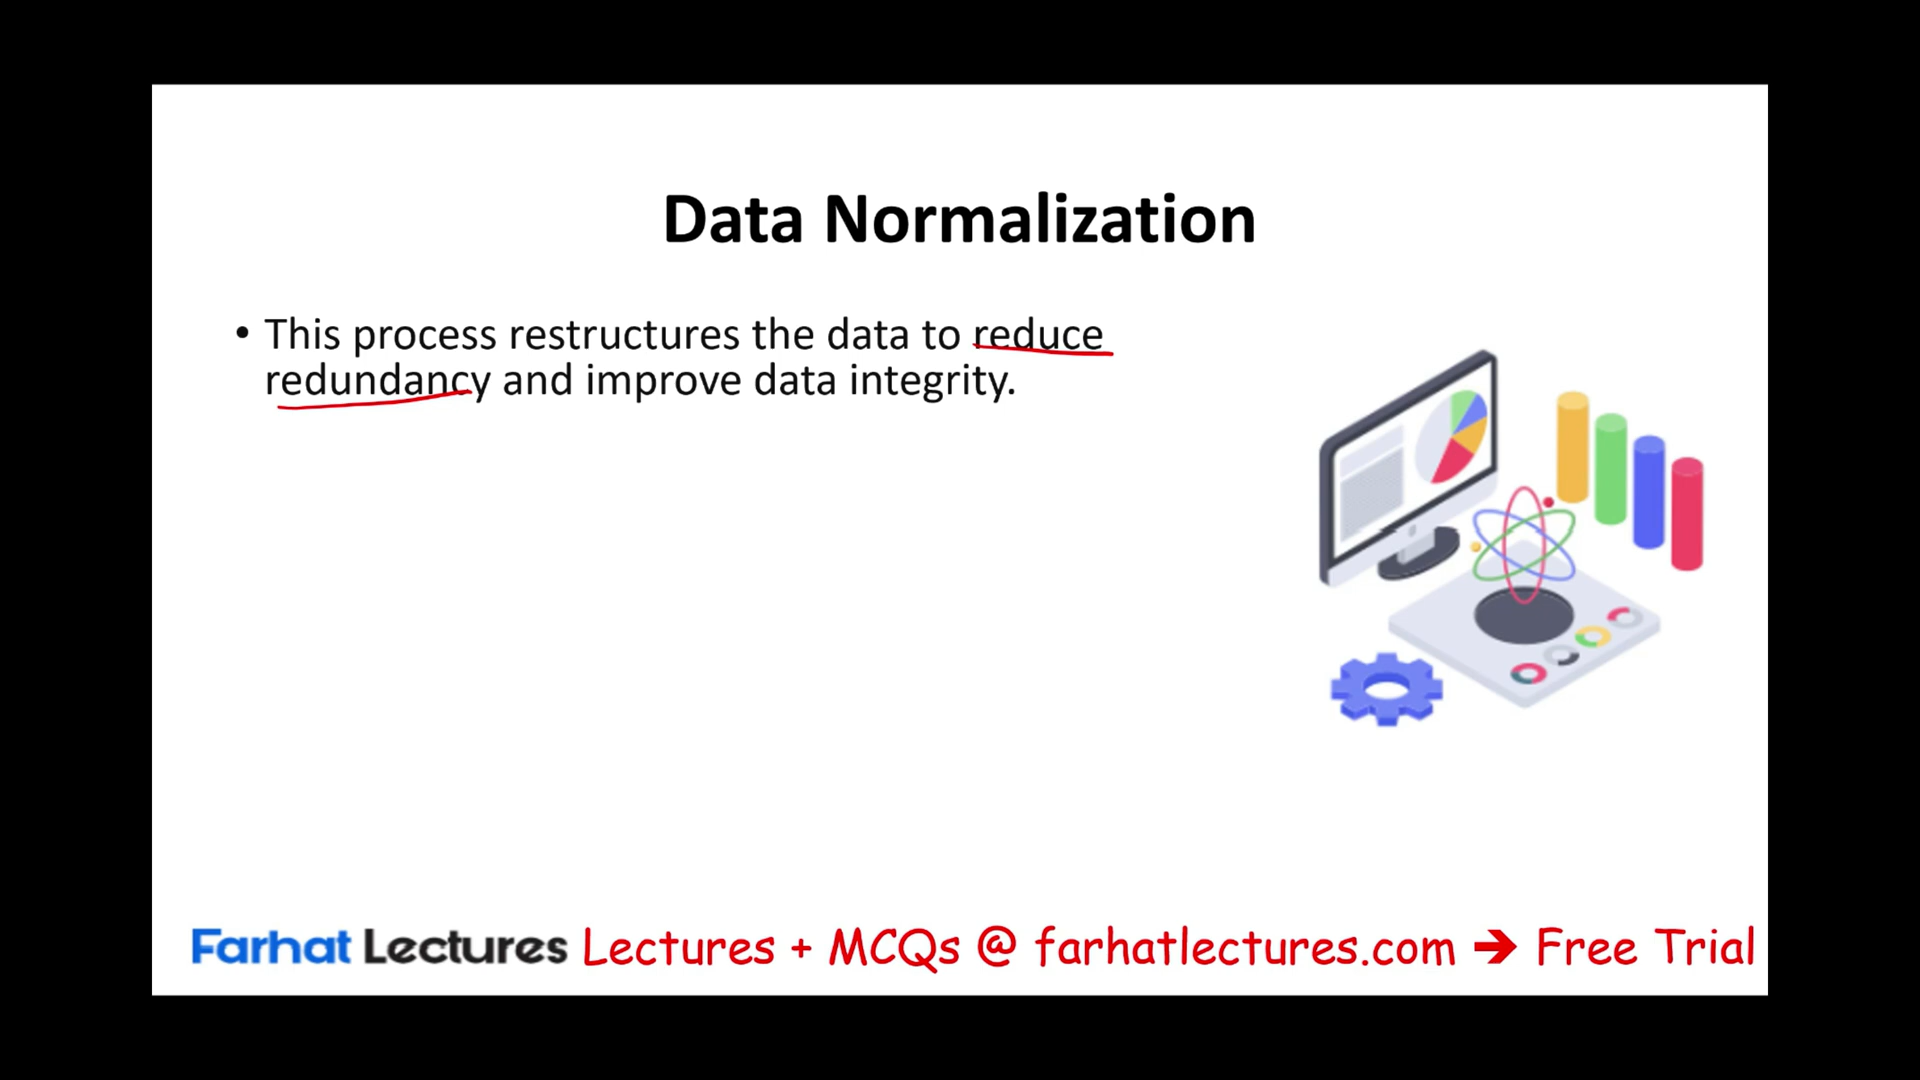 Data Normalization
• This process restructures the data to reduce
redundancy and improve data integrity.
Farhat Lectures Lectures + MCQs @ farhatlectures.com → Free Trial